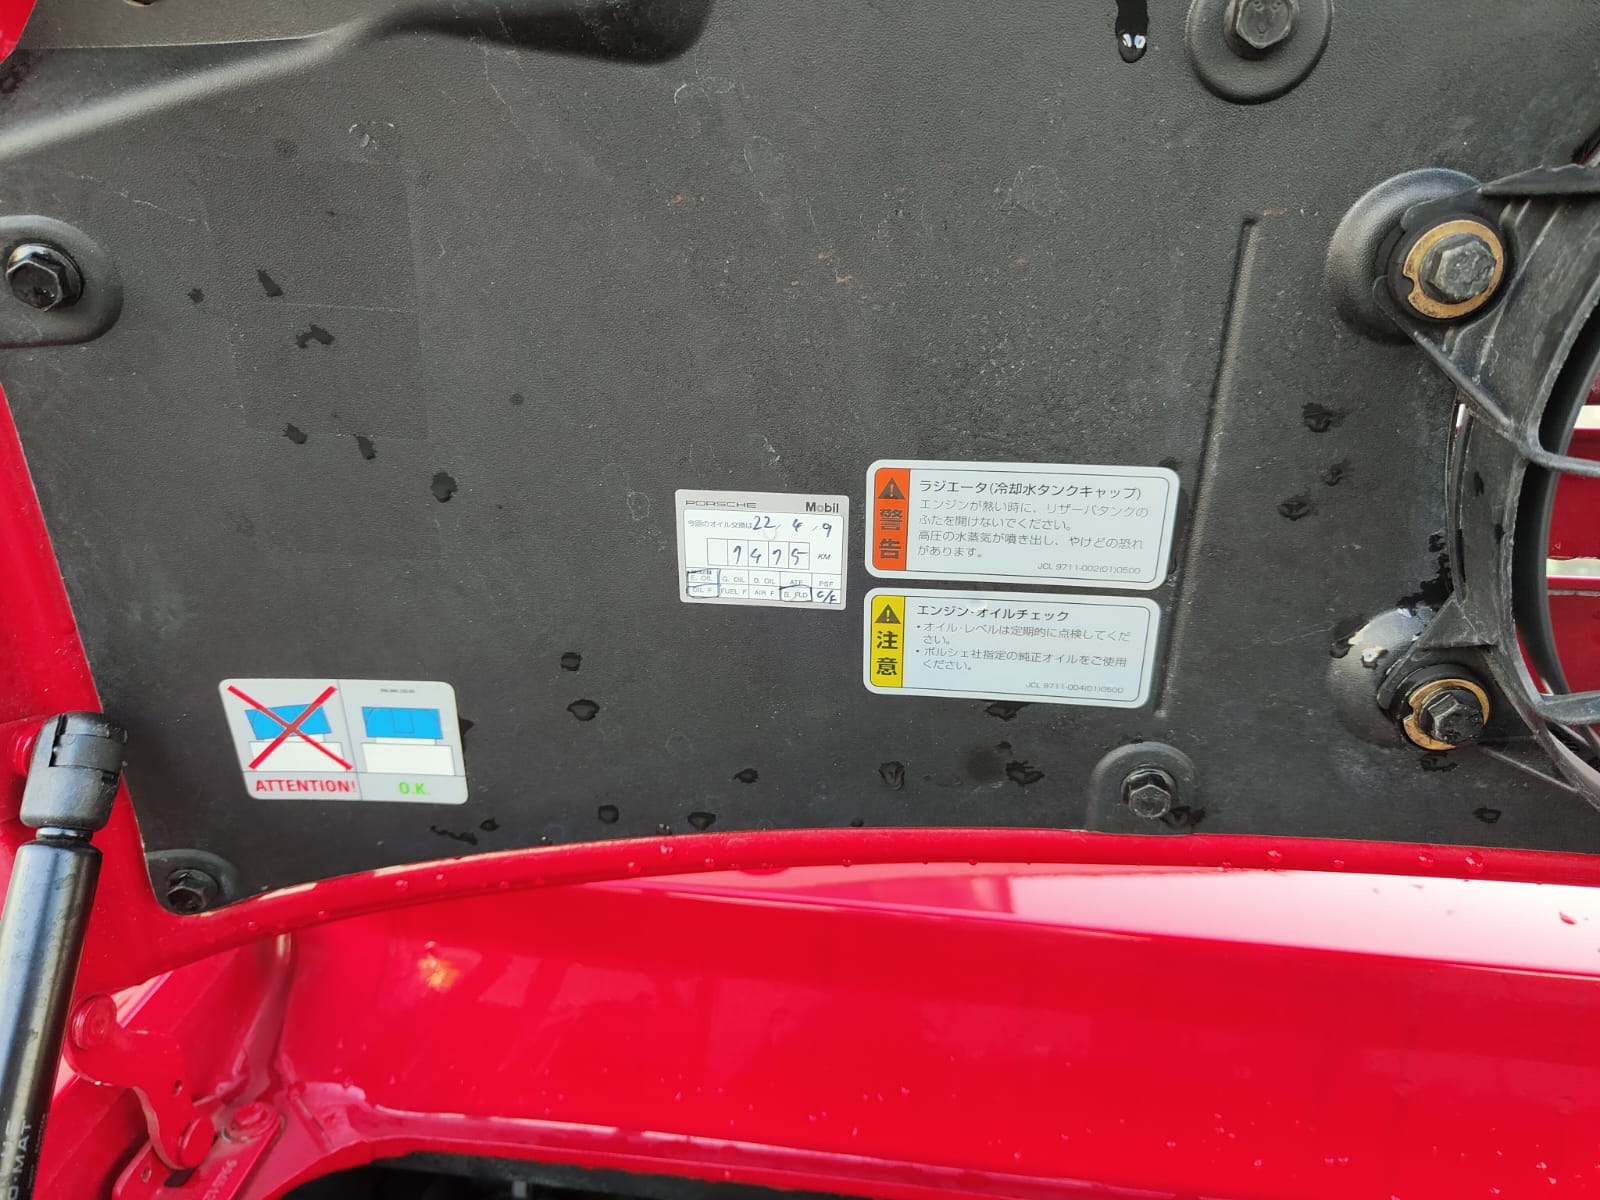 PORSCHE Mobil
今回のオイル交換は 22, 4, 9
7475 KM
E. OIL G. OIL D. OIL ATF PSF
OIL F FUEL F AIR F B. FLD C/F
警告
ラジエータ(冷却水タンクキャップ)
エンジンが熱い時に、リザーバタンクの
ふたを開けないでください。
高圧の水蒸気が噴き出し、やけどの恐れ
があります。
JCL 9711-002(01)0500
注意
エンジン・オイルチェック
・オイル・レベルは定期的に点検してくだ
さい。
・ポルシェ社指定の純正オイルをご使用
ください。
JCL 9711-004(01)0500
ATTENTION! O.K.